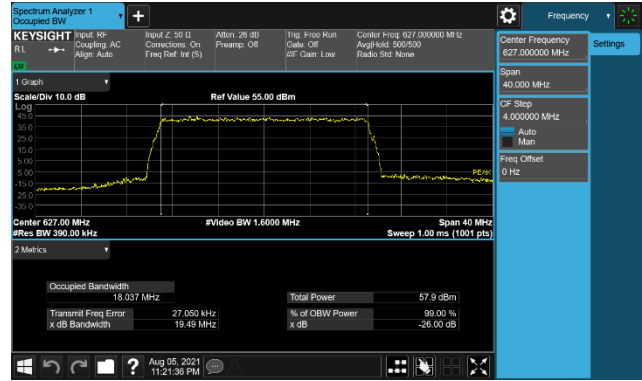 Spectrum Analyzer 1
Occupied BW
+
Frequency
KEYSIGHT
RL
Input: RF
Coupling: AC
Align: Auto
Input Z: 50 Ω
Corrections: On
Freq Ref: Int (S)
Atten: 26 dB
Preamp: Off
Trig: Free Run
Gate: Off
#IF Gain: Low
Center Freq: 627.000000 MHz
Avg|Hold: 500/500
Radio Std: None
Center Frequency
627.000000 MHz
Settings
Span
40.000 MHz
CF Step
4.000000 MHz
Auto
Man
Freq Offset
0 Hz
1 Graph
Scale/Div 10.0 dB
Ref Value 55.00 dBm
Log
45.0
35.0
25.0
15.0
5.00
-5.00
-15.0
-25.0
-35.0
PEAK
Center 627.00 MHz
#Video BW 1.6000 MHz
Span 40 MHz
#Res BW 390.00 kHz
Sweep 1.00 ms (1001 pts)
2 Metrics
Occupied Bandwidth
18.037 MHz
Total Power 57.9 dBm
Transmit Freq Error 27.050 kHz
% of OBW Power 99.00 %
x dB Bandwidth 19.49 MHz
x dB -26.00 dB
?
Aug 05, 2021
11:21:36 PM